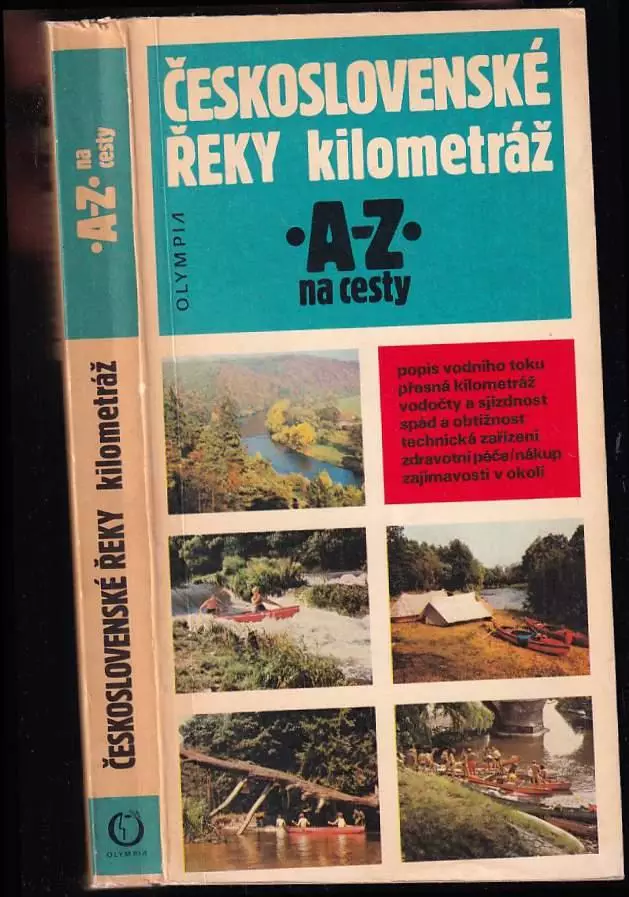 ČESKOSLOVENSKÉ
ŘEKY kilometráž
•A-Z•
na cesty
OLYMPIA
popis vodního toku
přesná kilometráž
vodočty a sjízdnost
spád a obtížnost
technická zařízení
zdravotní péče/nákup
zajímavosti v okolí
•A-Z• na cesty
ČESKOSLOVENSKÉ ŘEKY kilometráž
OLYMPIA